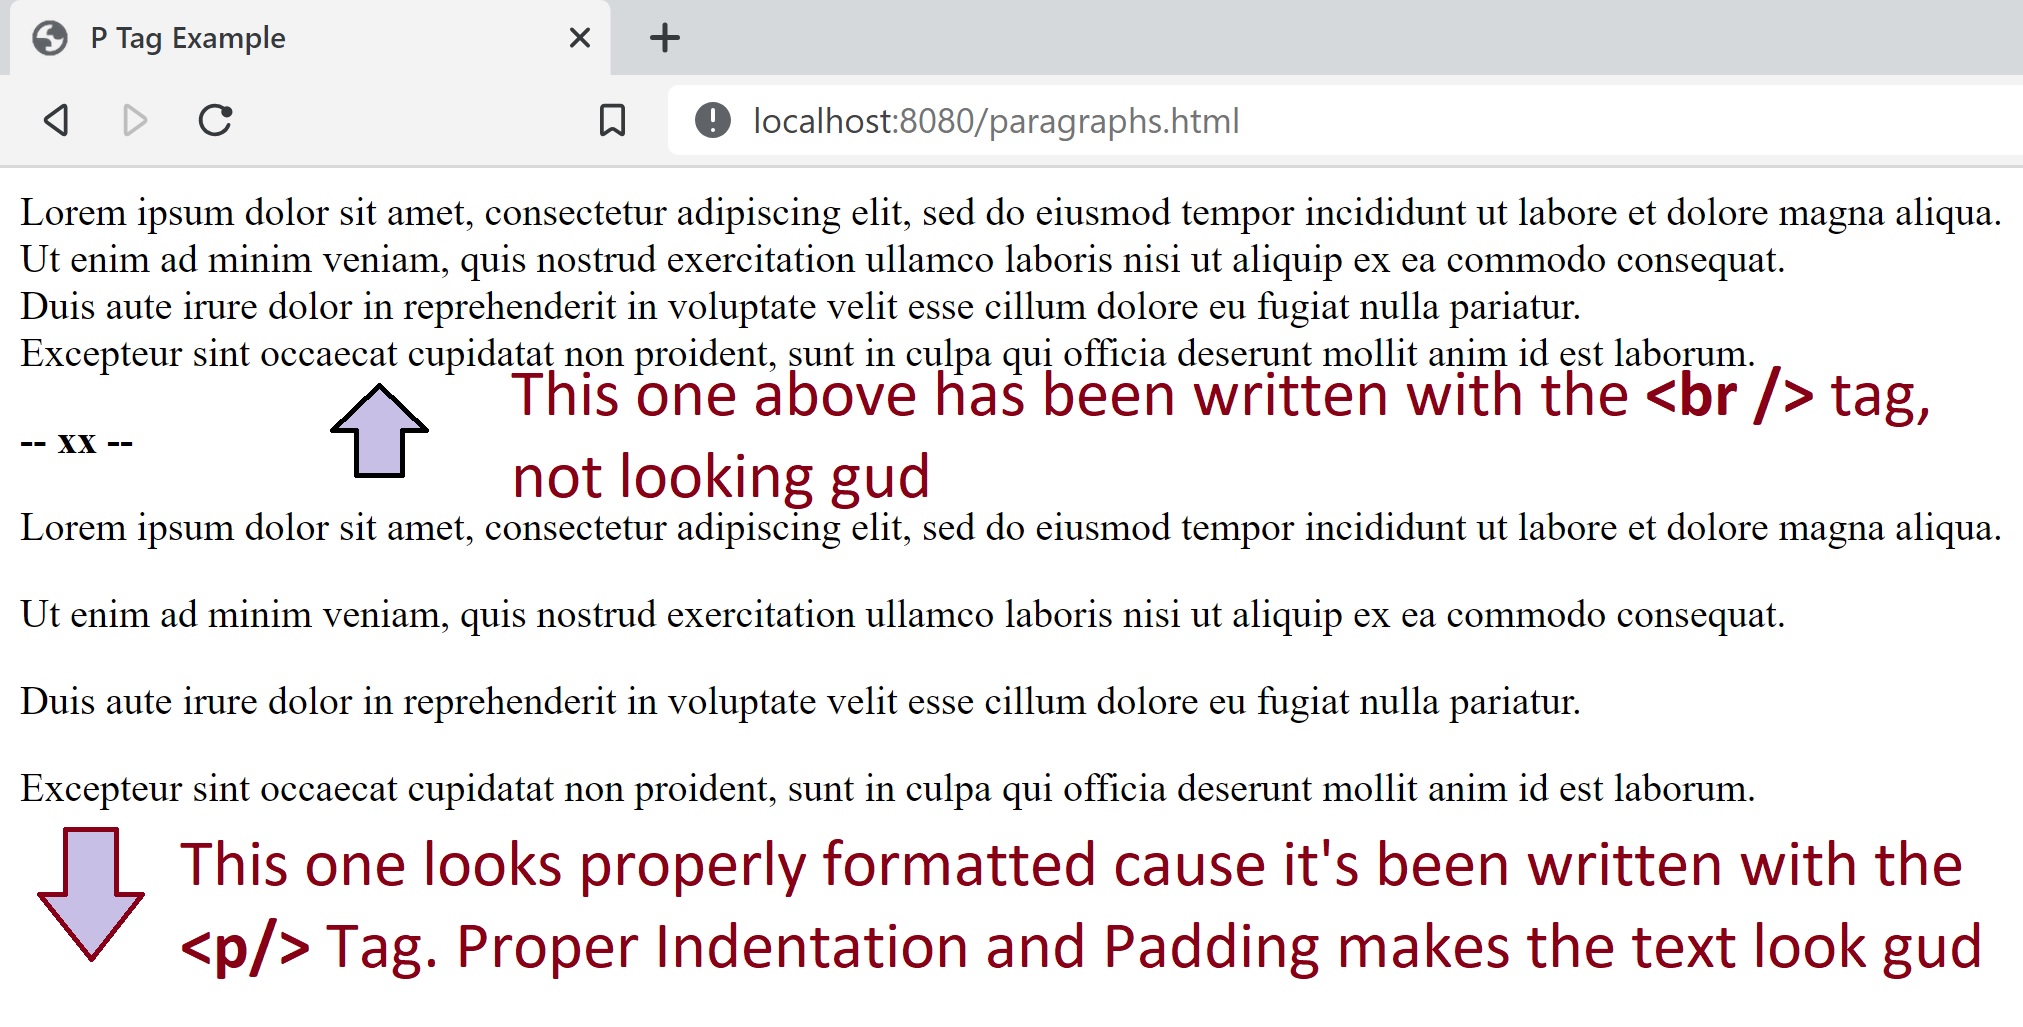 P Tag Example
localhost:8080/paragraphs.html
Lorem ipsum dolor sit amet, consectetur adipiscing elit, sed do eiusmod tempor incididunt ut labore et dolore magna aliqua.
Ut enim ad minim veniam, quis nostrud exercitation ullamco laboris nisi ut aliquip ex ea commodo consequat.
Duis aute irure dolor in reprehenderit in voluptate velit esse cillum dolore eu fugiat nulla pariatur.
Excepteur sint occaecat cupidatat non proident, sunt in culpa qui officia deserunt mollit anim id est laborum.
This one above has been written with the <br /> tag,
not looking gud
-- xx --
Lorem ipsum dolor sit amet, consectetur adipiscing elit, sed do eiusmod tempor incididunt ut labore et dolore magna aliqua.
Ut enim ad minim veniam, quis nostrud exercitation ullamco laboris nisi ut aliquip ex ea commodo consequat.
Duis aute irure dolor in reprehenderit in voluptate velit esse cillum dolore eu fugiat nulla pariatur.
Excepteur sint occaecat cupidatat non proident, sunt in culpa qui officia deserunt mollit anim id est laborum.
This one looks properly formatted cause it's been written with the
<p/> Tag. Proper Indentation and Padding makes the text look gud